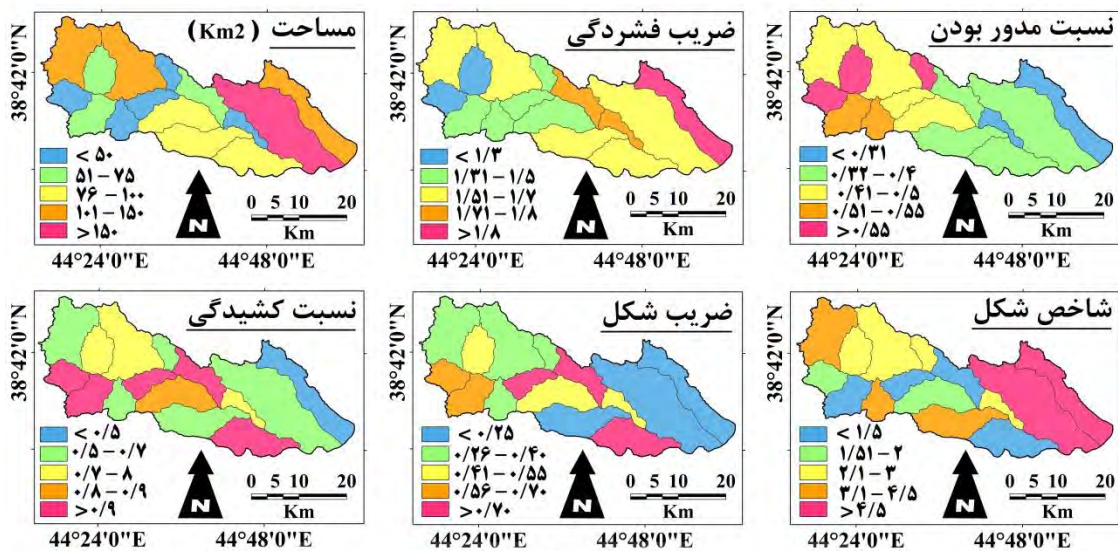 مساحت (Km2)
38°42'0"N
< ۵۰
۵۱ – ۷۵
۷۶ – ۱۰۰
۱۰۱ – ۱۵۰
>۱۵۰
N
0 5 10 20
Km
44°24'0"E 44°48'0"E
ضریب فشردگی
38°42'0"N
< ۱/۳
۱/۳۱ – ۱/۵
۱/۵۱ – ۱/۷
۱/۷۱ – ۱/۸
>۱/۸
N
0 5 10 20
Km
44°24'0"E 44°48'0"E
نسبت مدور بودن
38°42'0"N
< ۰/۳۱
۰/۳۲ – ۰/۴
۰/۴۱ – ۰/۵
۰/۵۱ – ۰/۵۵
>۰/۵۵
N
0 5 10 20
Km
44°24'0"E 44°48'0"E
نسبت کشیدگی
38°42'0"N
< ۰/۵
۰/۵ – ۰/۷
۰/۷ – ۸
۰/۸ – ۰/۹
>۰/۹
N
0 5 10 20
Km
44°24'0"E 44°48'0"E
ضریب شکل
38°42'0"N
< ۰/۲۵
۰/۲۶ – ۰/۴۰
۰/۴۱ – ۰/۵۵
۰/۵۶ – ۰/۷۰
>۰/۷۰
N
0 5 10 20
Km
44°24'0"E 44°48'0"E
شاخص شکل
38°42'0"N
< ۱/۵
۱/۵۱ – ۲
۲/۱ – ۳
۳/۱ – ۴/۵
>۴/۵
N
0 5 10 20
Km
44°24'0"E 44°48'0"E